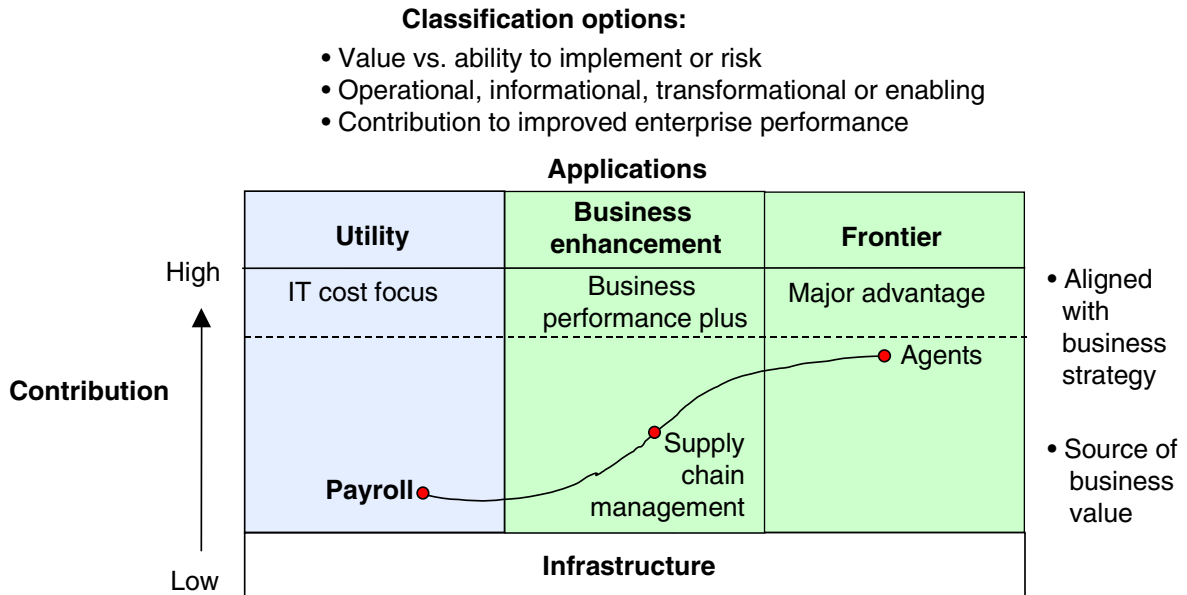 Classification options:
• Value vs. ability to implement or risk
• Operational, informational, transformational or enabling
• Contribution to improved enterprise performance
Applications
Utility
Business
enhancement
Frontier
High
IT cost focus
Business
performance plus
Major advantage
• Aligned
with
business
strategy
Agents
Contribution
Supply
chain
management
• Source of
business
value
Payroll
Infrastructure
Low